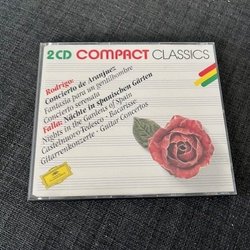 2CD COMPACT CLASSICS
Rodrigo:
Concierto de Aranjuez
Fantasía para un gentilhombre
Concierto serenata
Falla: Nächte in spanischen Gärten
Nights in the Gardens of Spain
Castelnuovo-Tedesco · Bacarisse
Gitarrenkonzerte · Guitar Concertos